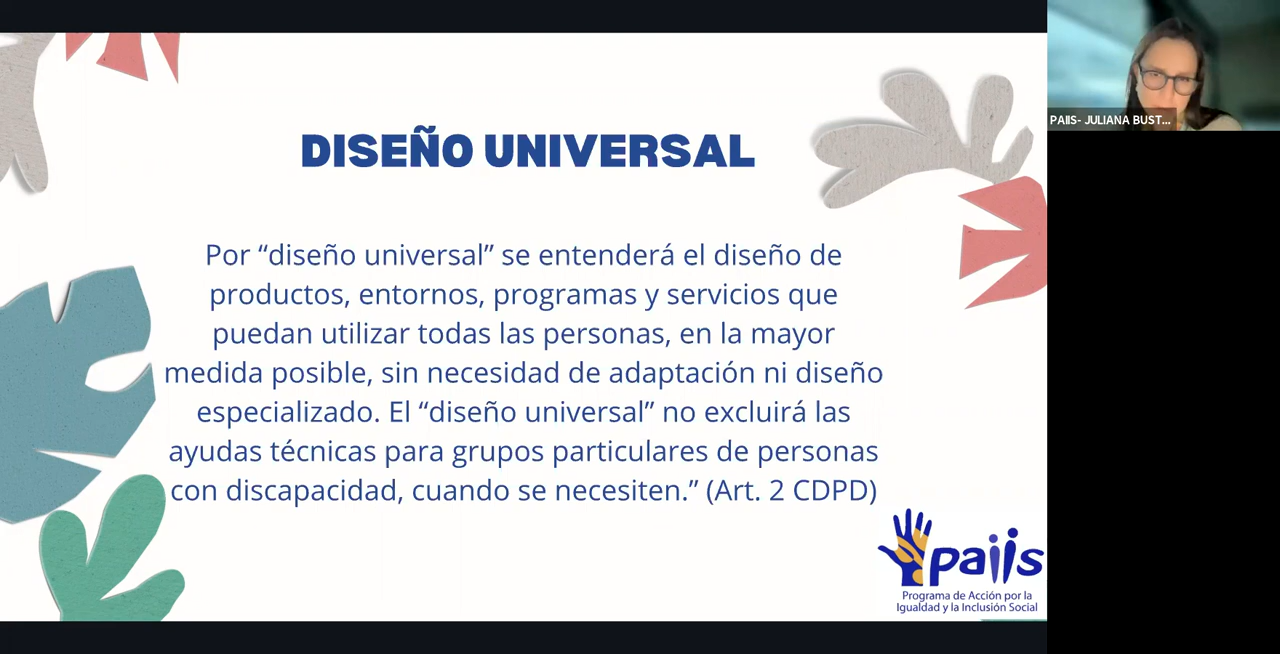 DISEÑO UNIVERSAL
Por “diseño universal” se entenderá el diseño de
productos, entornos, programas y servicios que
puedan utilizar todas las personas, en la mayor
medida posible, sin necesidad de adaptación ni diseño
especializado. El “diseño universal” no excluirá las
ayudas técnicas para grupos particulares de personas
con discapacidad, cuando se necesiten.” (Art. 2 CDPD)
paiis
Programa de Acción por la
Igualdad y la Inclusión Social
PAIIS- JULIANA BUST...